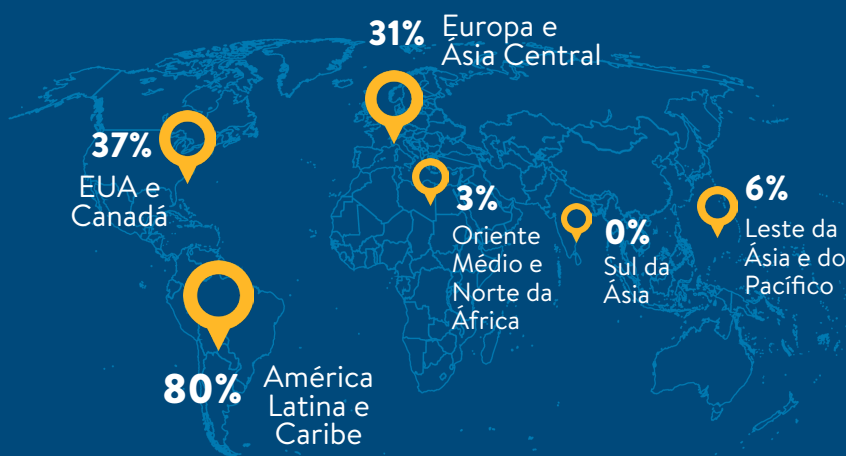 31%
Europa e
Ásia Central
37%
EUA e
Canadá
3%
Oriente
Médio e
Norte da
África
0%
Sul da
Ásia
6%
Leste da
Ásia e do
Pacífico
80%
América
Latina e
Caribe